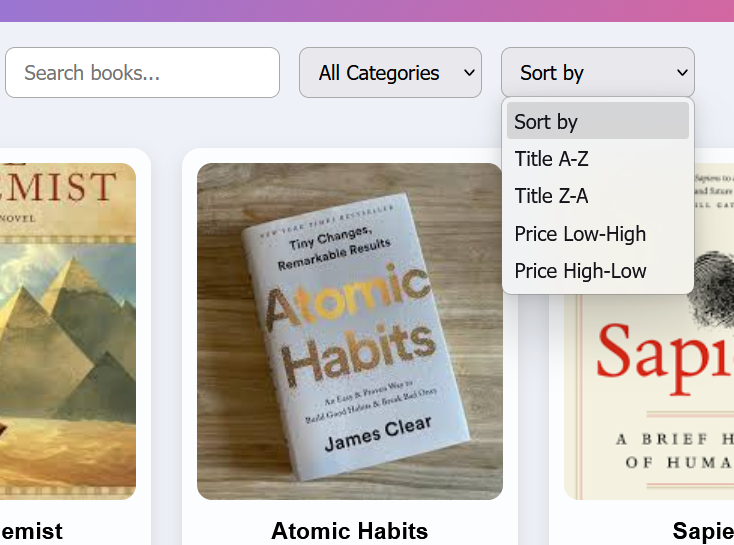 Search books...
All Categories
Sort by
Sort by
Title A-Z
Title Z-A
Price Low-High
Price High-Low
EMIST
NOVEL
NEW YORK TIMES BESTSELLER
Tiny Changes,
Remarkable Results
Atomic
Habits
An Easy & Proven Way to
Build Good Habits & Break Bad Ones
James Clear
Sapi
A BRIEF H
OF HUMA
emist
Atomic Habits
Sapie